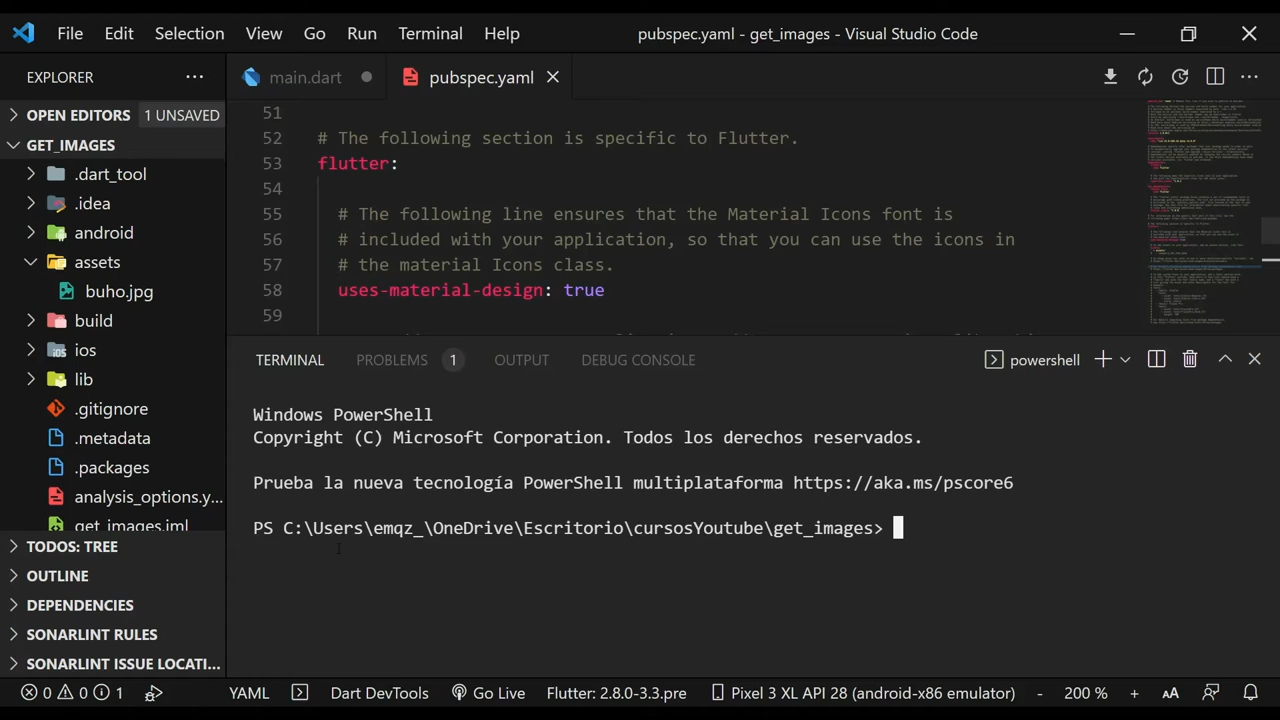 File Edit Selection View Go Run Terminal Help pubspec.yaml - get_images - Visual Studio Code
EXPLORER
main.dart
pubspec.yaml
OPEN EDITORS 1 UNSAVED
GET_IMAGES
.dart_tool
.idea
android
assets
buho.jpg
build
ios
lib
.gitignore
.metadata
.packages
analysis_options.y...
get_images.iml
TODOS: TREE
OUTLINE
DEPENDENCIES
SONARLINT RULES
SONARLINT ISSUE LOCATI...
51
52 # The following section is specific to Flutter.
53 flutter:
54
55 # The following line ensures that the Material Icons font is
56 # included with your application, so that you can use the icons in
57 # the material Icons class.
58 uses-material-design: true
59
TERMINAL PROBLEMS 1 OUTPUT DEBUG CONSOLE powershell
Windows PowerShell
Copyright (C) Microsoft Corporation. Todos los derechos reservados.
Prueba la nueva tecnología PowerShell multiplataforma https://aka.ms/pscore6
PS C:\Users\emqz_\OneDrive\Escritorio\cursosYoutube\get_images>
0 0 1 YAML Dart DevTools Go Live Flutter: 2.8.0-3.3.pre Pixel 3 XL API 28 (android-x86 emulator) - 200 % + AA